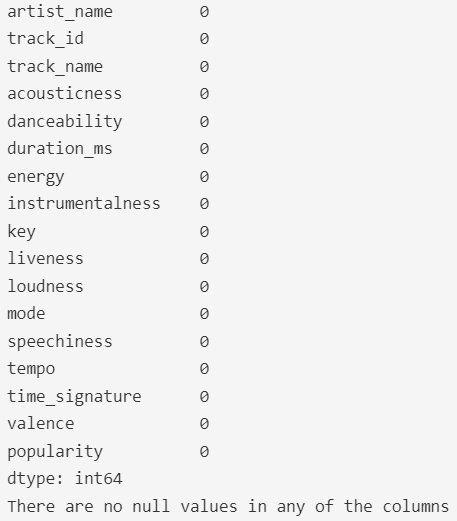 artist_name 0
track_id 0
track_name 0
acousticness 0
danceability 0
duration_ms 0
energy 0
instrumentalness 0
key 0
liveness 0
loudness 0
mode 0
speechiness 0
tempo 0
time_signature 0
valence 0
popularity 0
dtype: int64
There are no null values in any of the columns